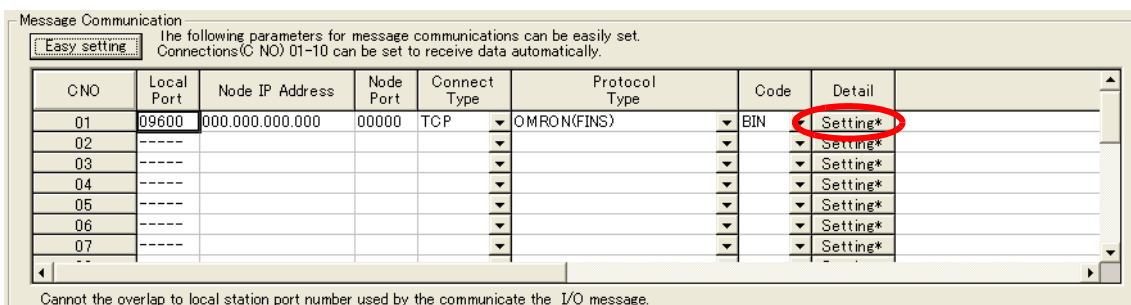 Message Communication
Easy setting
The following parameters for message communications can be easily set.
Connections(C NO) 01-10 can be set to receive data automatically.
CNO Local Port Node IP Address Node Port Connect Type Protocol Type Code Detail
01 09600 000.000.000.000 00000 TCP OMRON(FINS) BIN Setting*
02 ----- Setting*
03 ----- Setting*
04 ----- Setting*
05 ----- Setting*
06 ----- Setting*
07 ----- Setting*
Cannot the overlap to local station port number used by the communicate the I/O message.